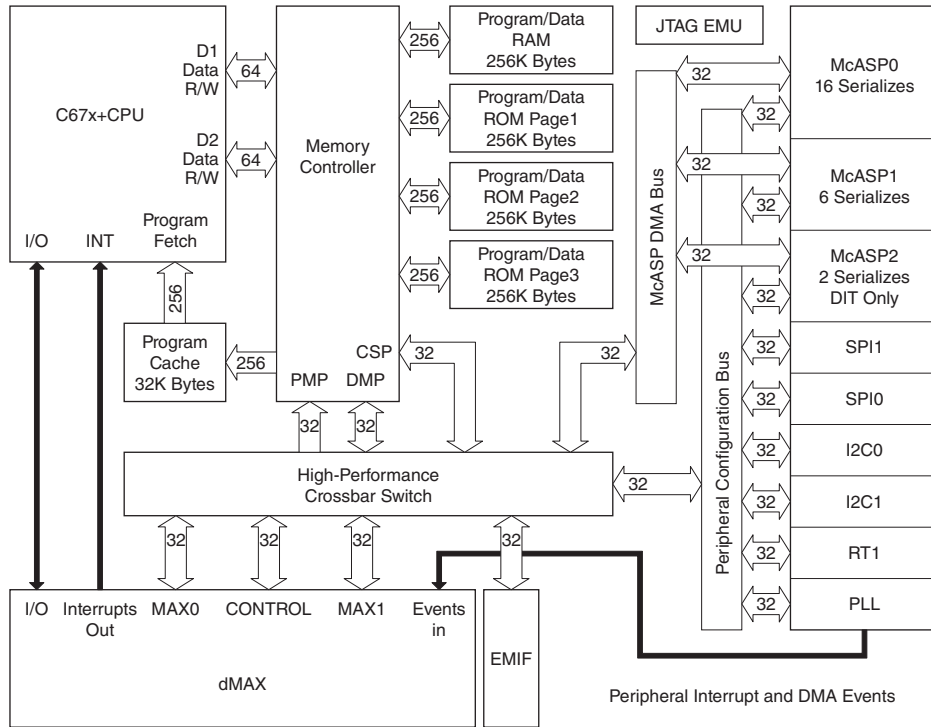 C67x+CPU
D1
Data
R/W
D2
Data
R/W
I/O
INT
Program
Fetch
64
64
256
Program
Cache
32K Bytes
256
Memory
Controller
CSP
PMP
DMP
256
256
256
256
Program/Data
RAM
256K Bytes
Program/Data
ROM Page1
256K Bytes
Program/Data
ROM Page2
256K Bytes
Program/Data
ROM Page3
256K Bytes
JTAG EMU
McASP DMA Bus
Peripheral Configuration Bus
32
32
32
32
32
32
32
32
32
32
32
32
McASP0
16 Serializes
McASP1
6 Serializes
McASP2
2 Serializes
DIT Only
SPI1
SPI0
I2C0
I2C1
RT1
PLL
32
32
32
32
32
High-Performance
Crossbar Switch
32
32
32
32
I/O
Interrupts
Out
MAX0
CONTROL
MAX1
Events
in
dMAX
EMIF
Peripheral Interrupt and DMA Events